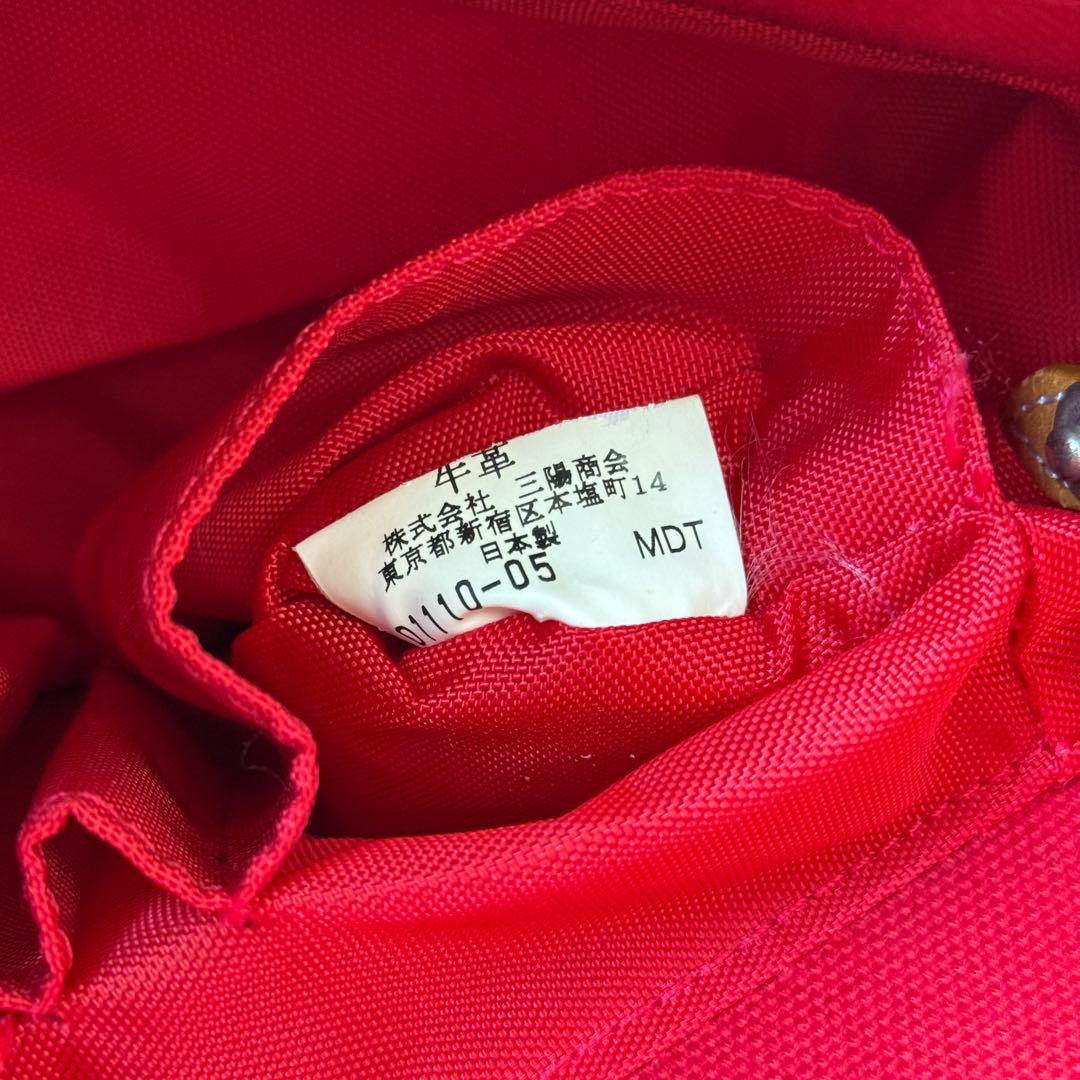 牛革
株式会社 三陽商会
東京都新宿区本塩町14
日本製
MDT
01110-05